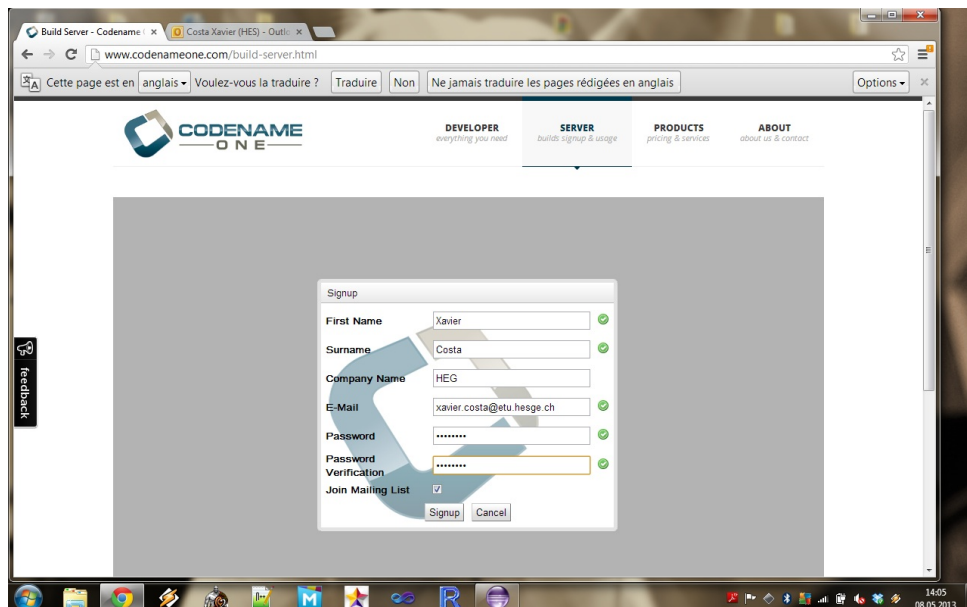 Build Server - Codename
Costa Xavier (HES) - Outlo
www.codenameone.com/build-server.html
Cette page est en anglais Voulez-vous la traduire ? Traduire Non Ne jamais traduire les pages rédigées en anglais Options
CODENAME
ONE
DEVELOPER
everything you need
SERVER
builds signup & usage
PRODUCTS
pricing & services
ABOUT
about us & contact
feedback
Signup
First Name Xavier
Surname Costa
Company Name HEG
E-Mail xavier.costa@etu.hesge.ch
Password ••••••••
Password
Verification ••••••••
Join Mailing List
Signup Cancel
14:05
08.05.2013